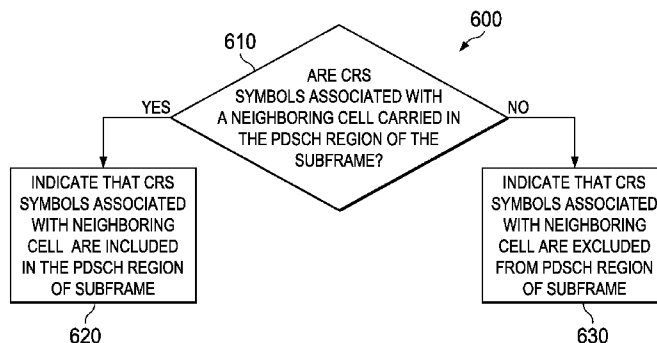 600
610
ARE CRS
SYMBOLS ASSOCIATED WITH
A NEIGHBORING CELL CARRIED IN
THE PDSCH REGION OF THE
SUBFRAME?
YES
NO
INDICATE THAT CRS
SYMBOLS ASSOCIATED
WITH NEIGHBORING
CELL ARE INCLUDED
IN THE PDSCH REGION
OF SUBFRAME
620
INDICATE THAT CRS
SYMBOLS ASSOCIATED
WITH NEIGHBORING
CELL ARE EXCLUDED
FROM PDSCH REGION
OF SUBFRAME
630